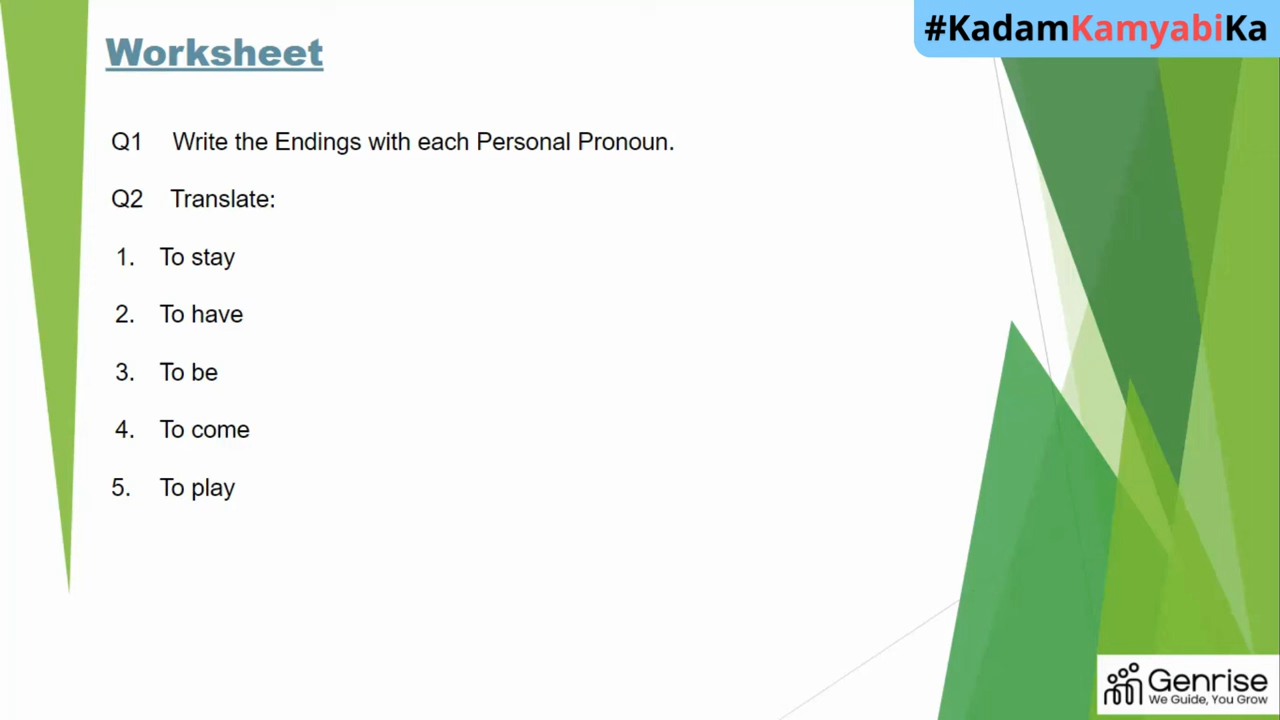 #KadamKamyabiKa
Worksheet
Q1 Write the Endings with each Personal Pronoun.
Q2 Translate:
1. To stay
2. To have
3. To be
4. To come
5. To play
Genrise
We Guide, You Grow